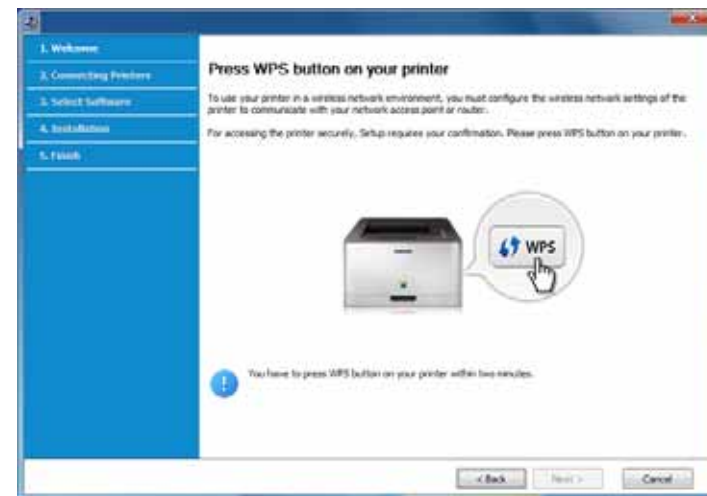 1. Welcome
2. Connecting Printers
3. Select Software
4. Installation
5. Finish
Press WPS button on your printer
To use your printer in a wireless network environment, you must configure the wireless network settings of the
printer to communicate with your network access point or router.
For accessing the printer securely, Setup requires your confirmation. Please press WPS button on your printer.
WPS
You have to press WPS button on your printer within two minutes.
< Back
Next >
Cancel